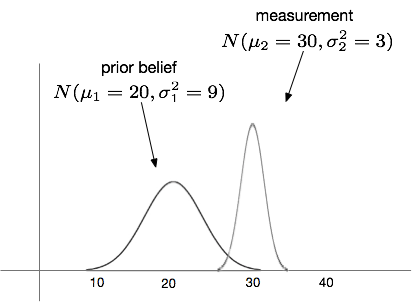 measurement
N(μ₂ = 30, σ₂² = 3)
prior belief
N(μ₁ = 20, σ₁² = 9)
10 20 30 40